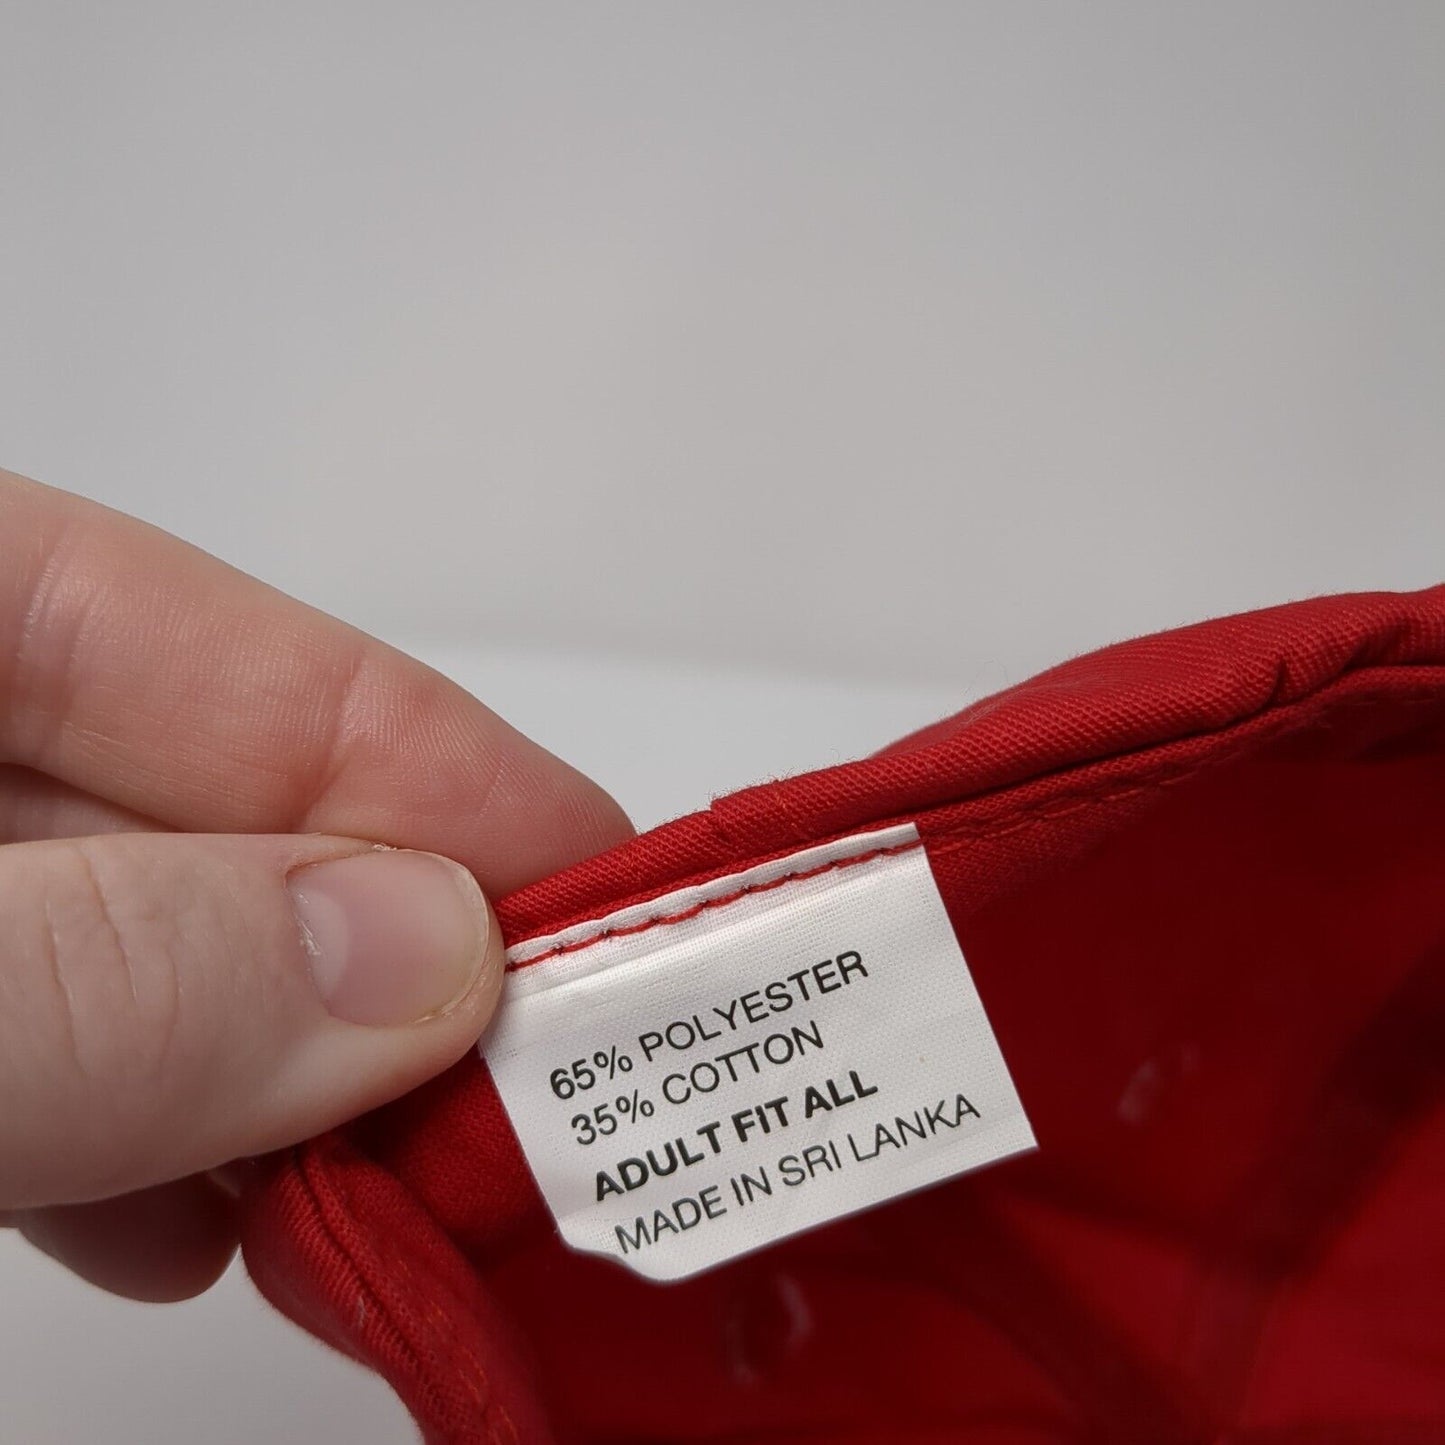 65% POLYESTER
35% COTTON
ADULT FIT ALL
MADE IN SRI LANKA